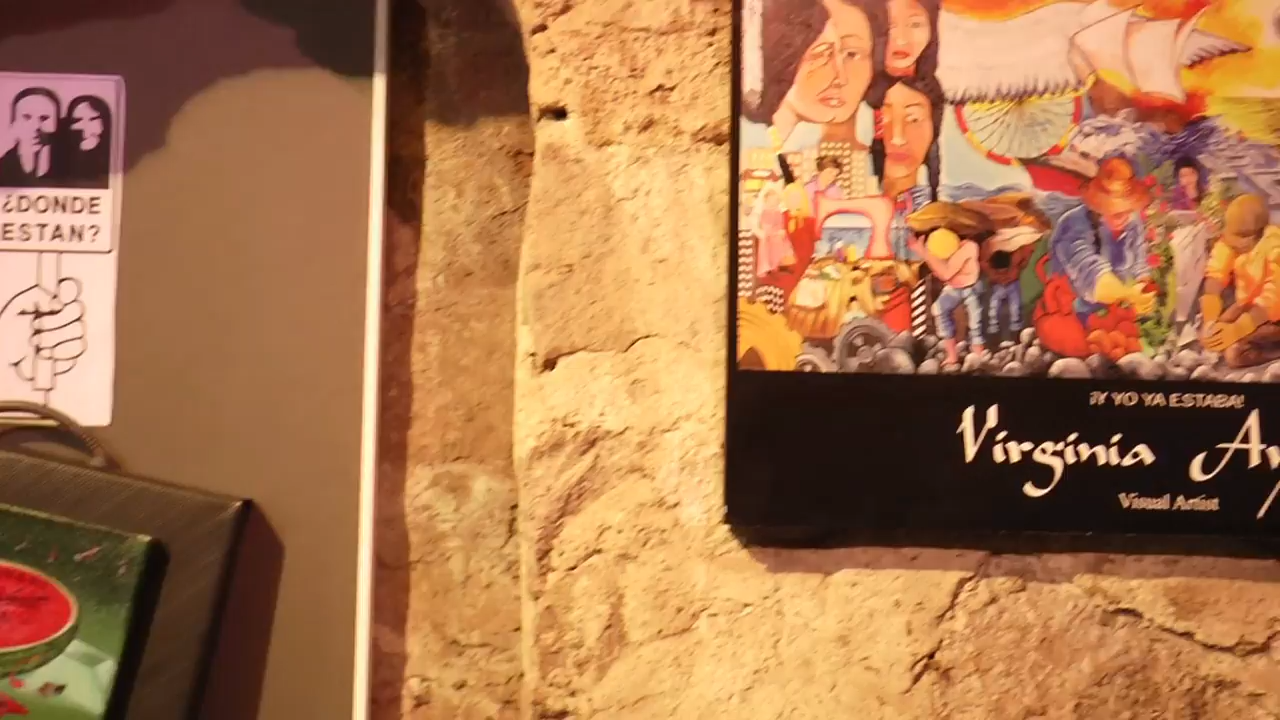 ¿DONDE
ESTAN?
¡Y YO YA ESTABA!
Virginia
Visual Artist